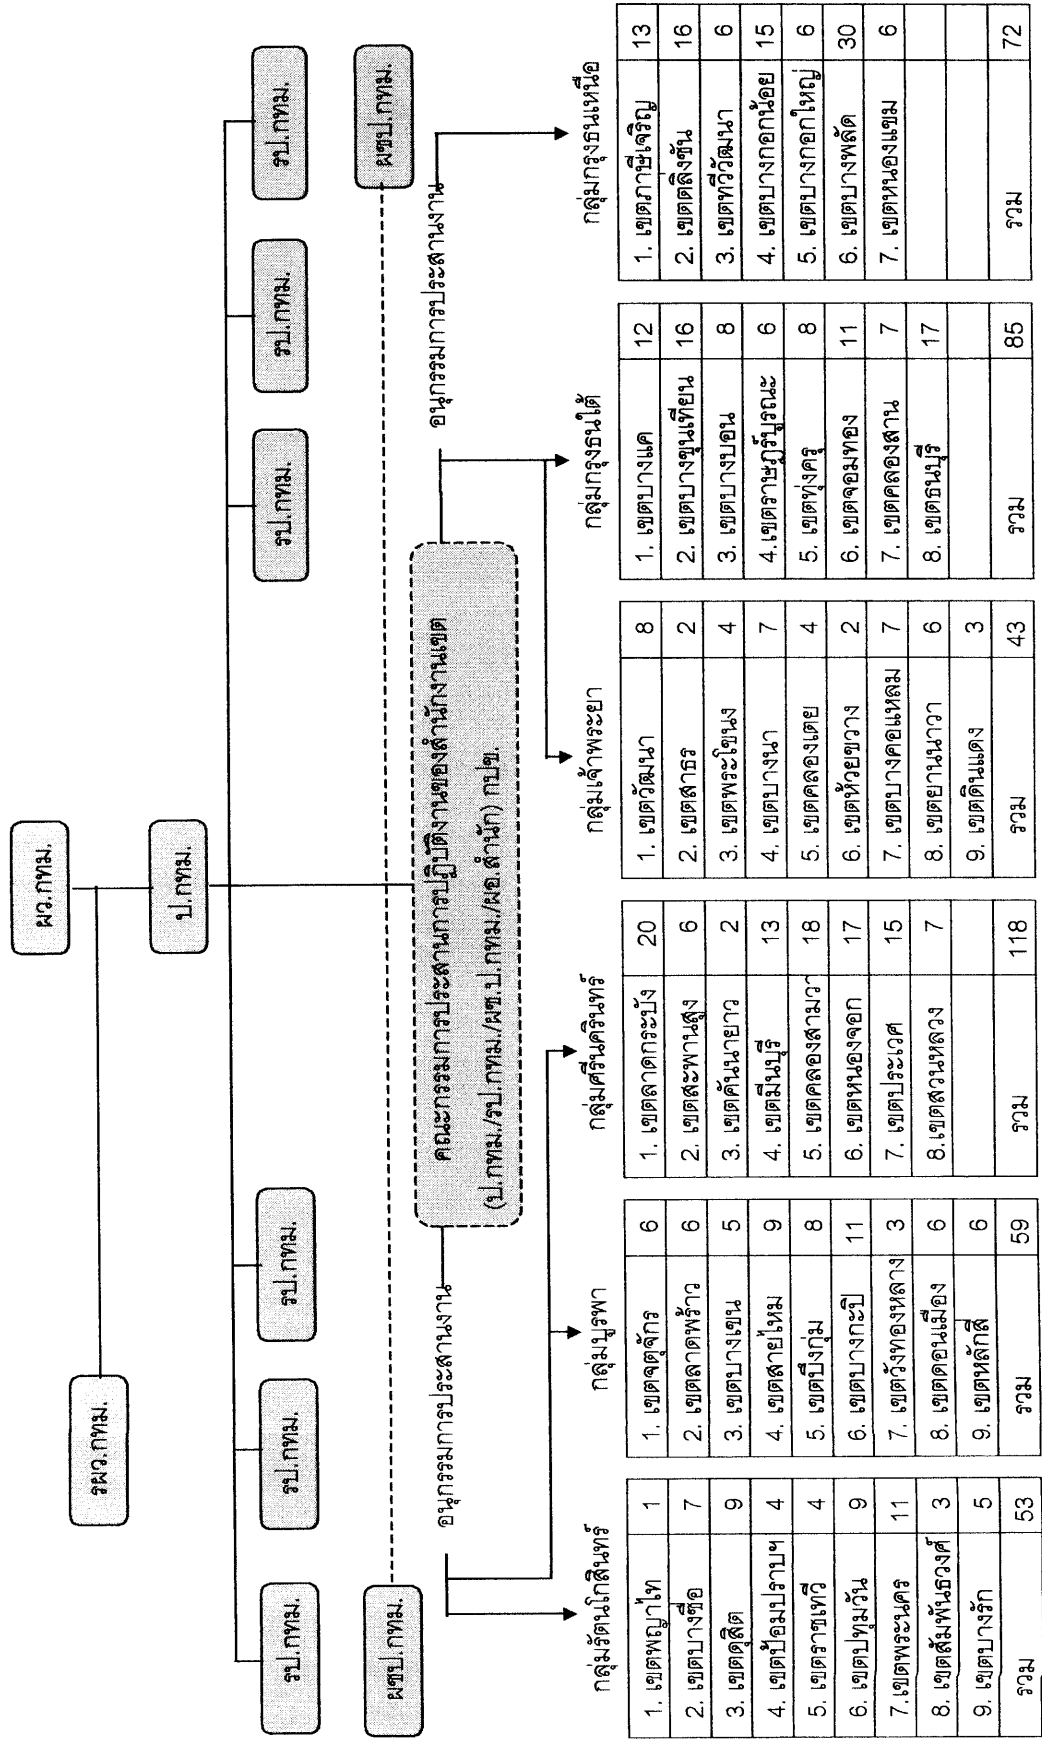 ผว.กทม.
รผว.กทม.
ป.กทม.
รป.กทม.
รป.กทม.
รป.กทม.
รป.กทม.
รป.กทม.
รป.กทม.
ผชป.กทม.
ผชป.กทม.
คณะกรรมการประสานการปฏิบัติงานของสำนักงานเขต
(ป.กทม./รป.กทม./ผช.ป.กทม./ผอ.สำนัก) กปข.
อนุกรรมการประสานงาน
อนุกรรมการประสานงาน
กลุ่มรัตนโกสินทร์
1. เขตพญาไท 1
2. เขตบางซื่อ 7
3. เขตดุสิต 9
4. เขตป้อมปราบฯ 4
5. เขตราชเทวี 4
6. เขตปทุมวัน 9
7.เขตพระนคร 11
8. เขตสัมพันธวงศ์ 3
9. เขตบางรัก 5
รวม 53
กลุ่มบูรพา
1. เขตจตุจักร 6
2. เขตลาดพร้าว 6
3. เขตบางเขน 5
4. เขตสายไหม 9
5. เขตบึงกุ่ม 8
6. เขตบางกะปิ 11
7. เขตวังทองหลาง 3
8. เขตดอนเมือง 6
9. เขตหลักสี่ 6
รวม 59
กลุ่มศรีนครินทร์
1. เขตลาดกระบัง 20
2. เขตสะพานสูง 6
3. เขตคันนายาว 2
4. เขตมีนบุรี 13
5. เขตคลองสามวา 18
6. เขตหนองจอก 17
7. เขตประเวศ 15
8.เขตสวนหลวง 7
รวม 118
กลุ่มเจ้าพระยา
1. เขตวัฒนา 8
2. เขตสาธร 2
3. เขตพระโขนง 4
4. เขตบางนา 7
5. เขตคลองเตย 4
6. เขตห้วยขวาง 2
7. เขตบางคอแหลม 7
8. เขตยานนาวา 6
9. เขตดินแดง 3
รวม 43
กลุ่มกรุงธนใต้
1. เขตบางแค 12
2. เขตบางขุนเทียน 16
3. เขตบางบอน 8
4.เขตราษฎร์บูรณะ 6
5. เขตทุ่งครุ 8
6. เขตจอมทอง 11
7. เขตคลองสาน 7
8. เขตธนบุรี 17
รวม 85
กลุ่มกรุงธนเหนือ
1. เขตภาษีเจริญ 13
2. เขตตลิ่งชัน 16
3. เขตทวีวัฒนา 6
4. เขตบางกอกน้อย 15
5. เขตบางกอกใหญ่ 6
6. เขตบางพลัด 30
7. เขตหนองแขม 6
รวม 72